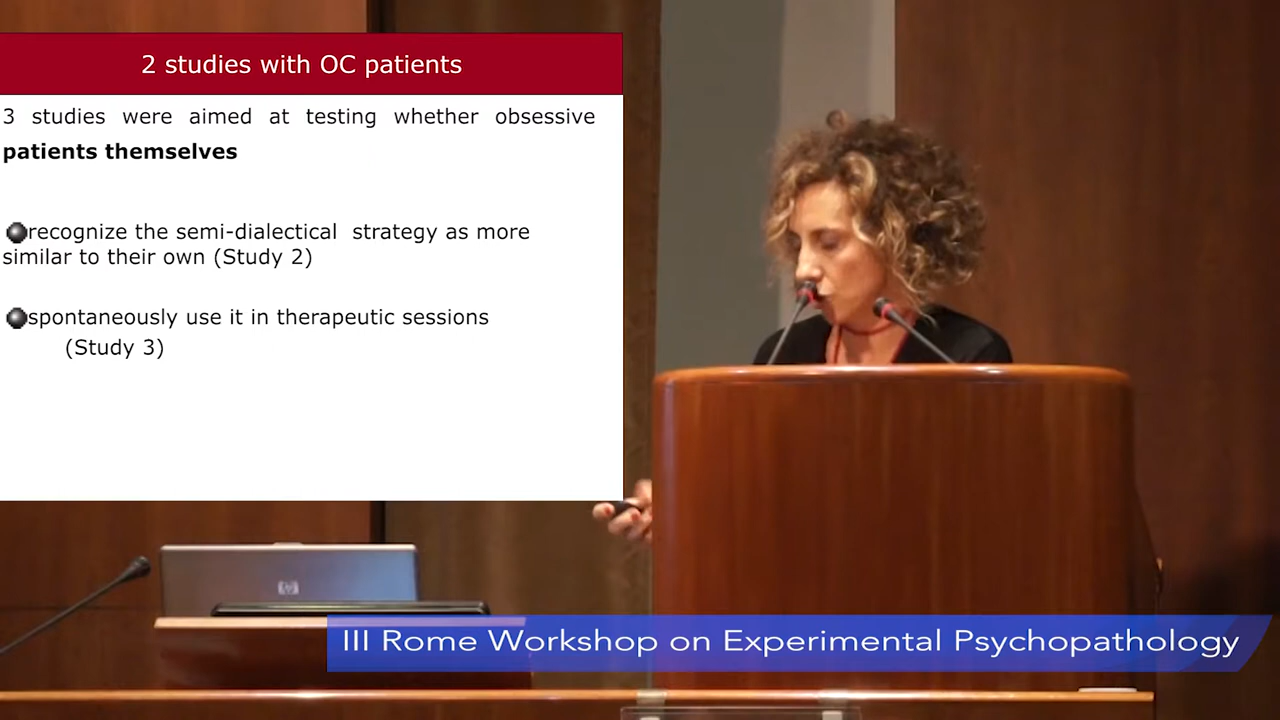 2 studies with OC patients
3 studies were aimed at testing whether obsessive
patients themselves
recognize the semi-dialectical strategy as more
similar to their own (Study 2)
spontaneously use it in therapeutic sessions
(Study 3)
hp
III Rome Workshop on Experimental Psychopathology